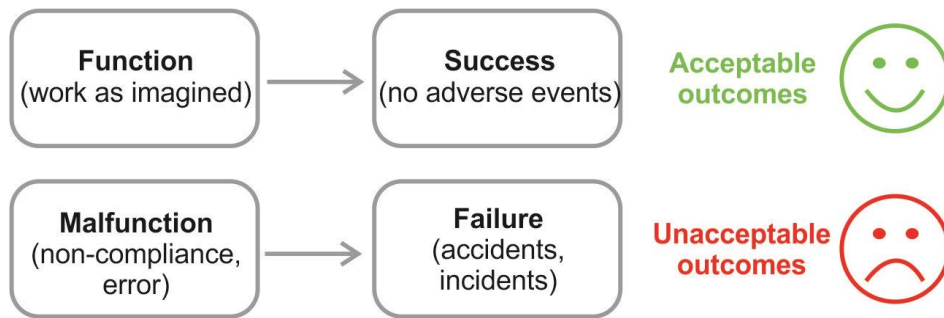 Function
(work as imagined)
Success
(no adverse events)
Acceptable
outcomes
Malfunction
(non-compliance,
error)
Failure
(accidents,
incidents)
Unacceptable
outcomes